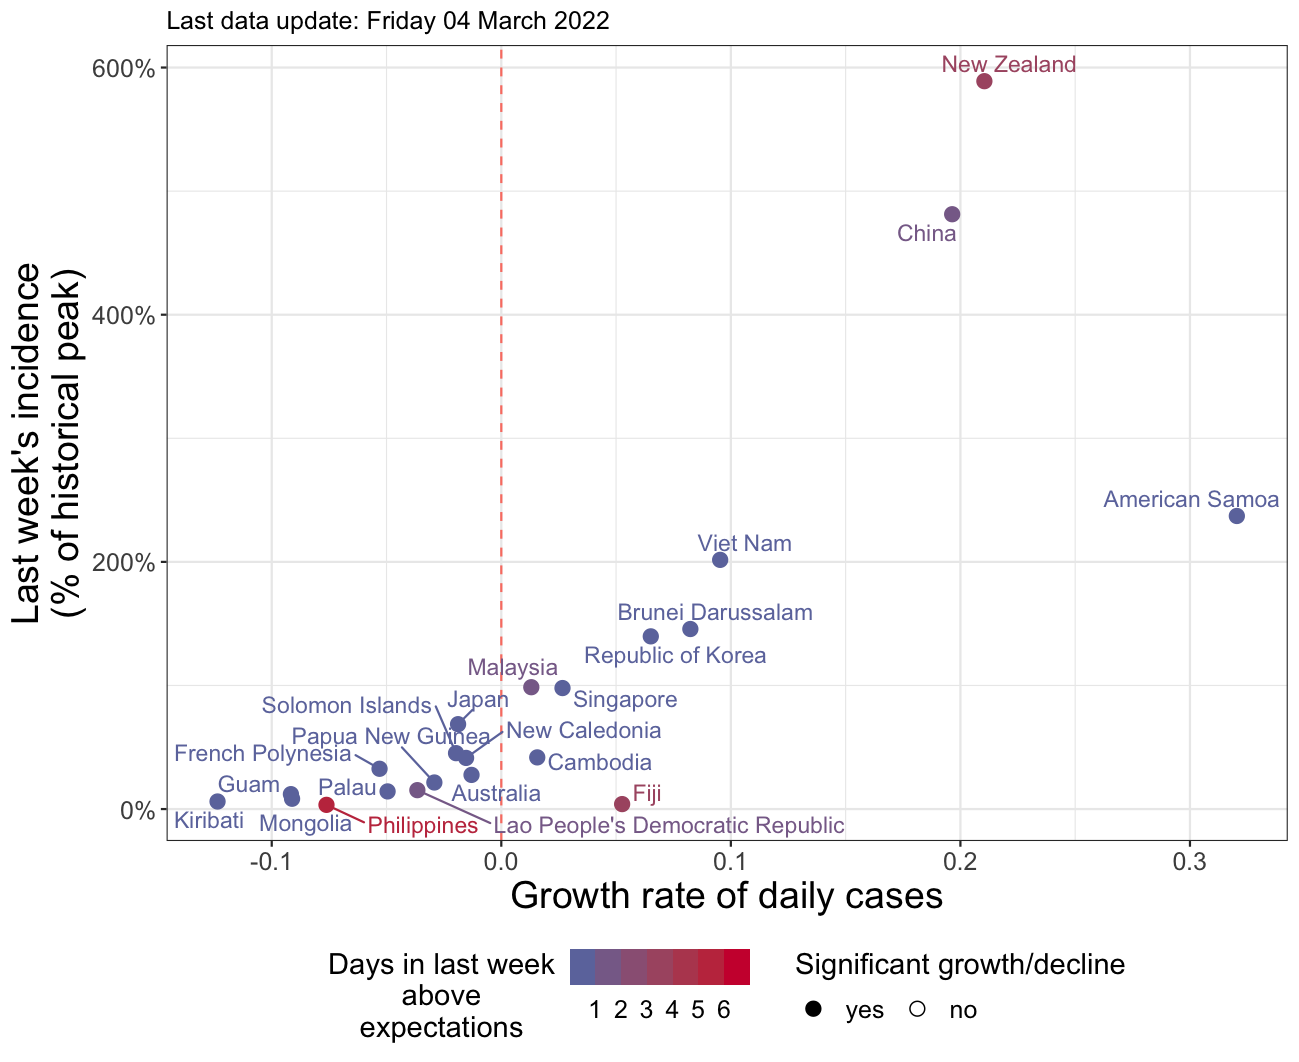 Last data update: Friday 04 March 2022
600%
400%
200%
0%
Last week's incidence
(% of historical peak)
New Zealand
China
American Samoa
Viet Nam
Brunei Darussalam
Republic of Korea
Malaysia
Singapore
Japan
Solomon Islands
New Caledonia
Papua New Guinea
French Polynesia
Cambodia
Guam
Palau
Australia
Fiji
Kiribati
Mongolia
Philippines
Lao People's Democratic Republic
-0.1
0.0
0.1
0.2
0.3
Growth rate of daily cases
Days in last week
above
expectations
1 2 3 4 5 6
Significant growth/decline
yes
no